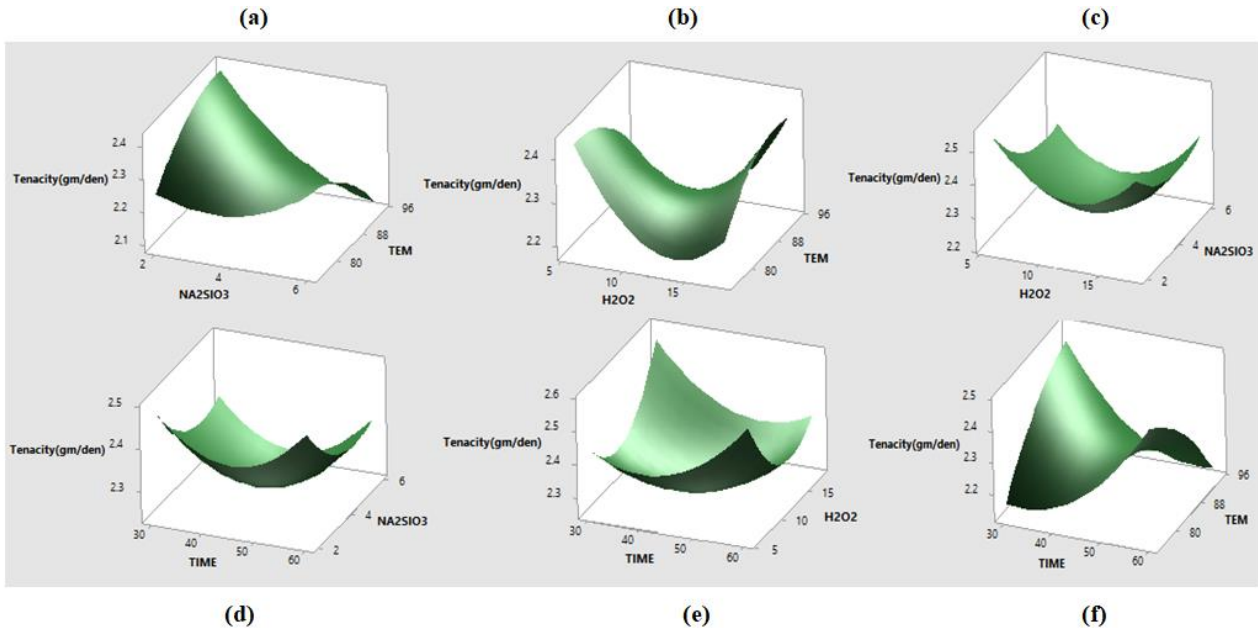 (a)
(b)
(c)
2.4
2.3
2.2
2.1
Tenacity(gm/den)
2
4
6
NA2SIO3
80
88
96
TEM
2.4
2.3
2.2
Tenacity(gm/den)
5
10
15
H2O2
80
88
96
TEM
2.5
2.4
2.3
2.2
Tenacity(gm/den)
5
10
15
H2O2
2
4
6
NA2SIO3
2.5
2.4
2.3
Tenacity(gm/den)
30
40
50
60
TIME
2
4
6
NA2SIO3
2.6
2.5
2.4
2.3
Tenacity(gm/den)
30
40
50
60
TIME
5
10
15
H2O2
2.5
2.4
2.3
2.2
Tenacity(gm/den)
30
40
50
60
TIME
80
88
96
TEM
(d)
(e)
(f)